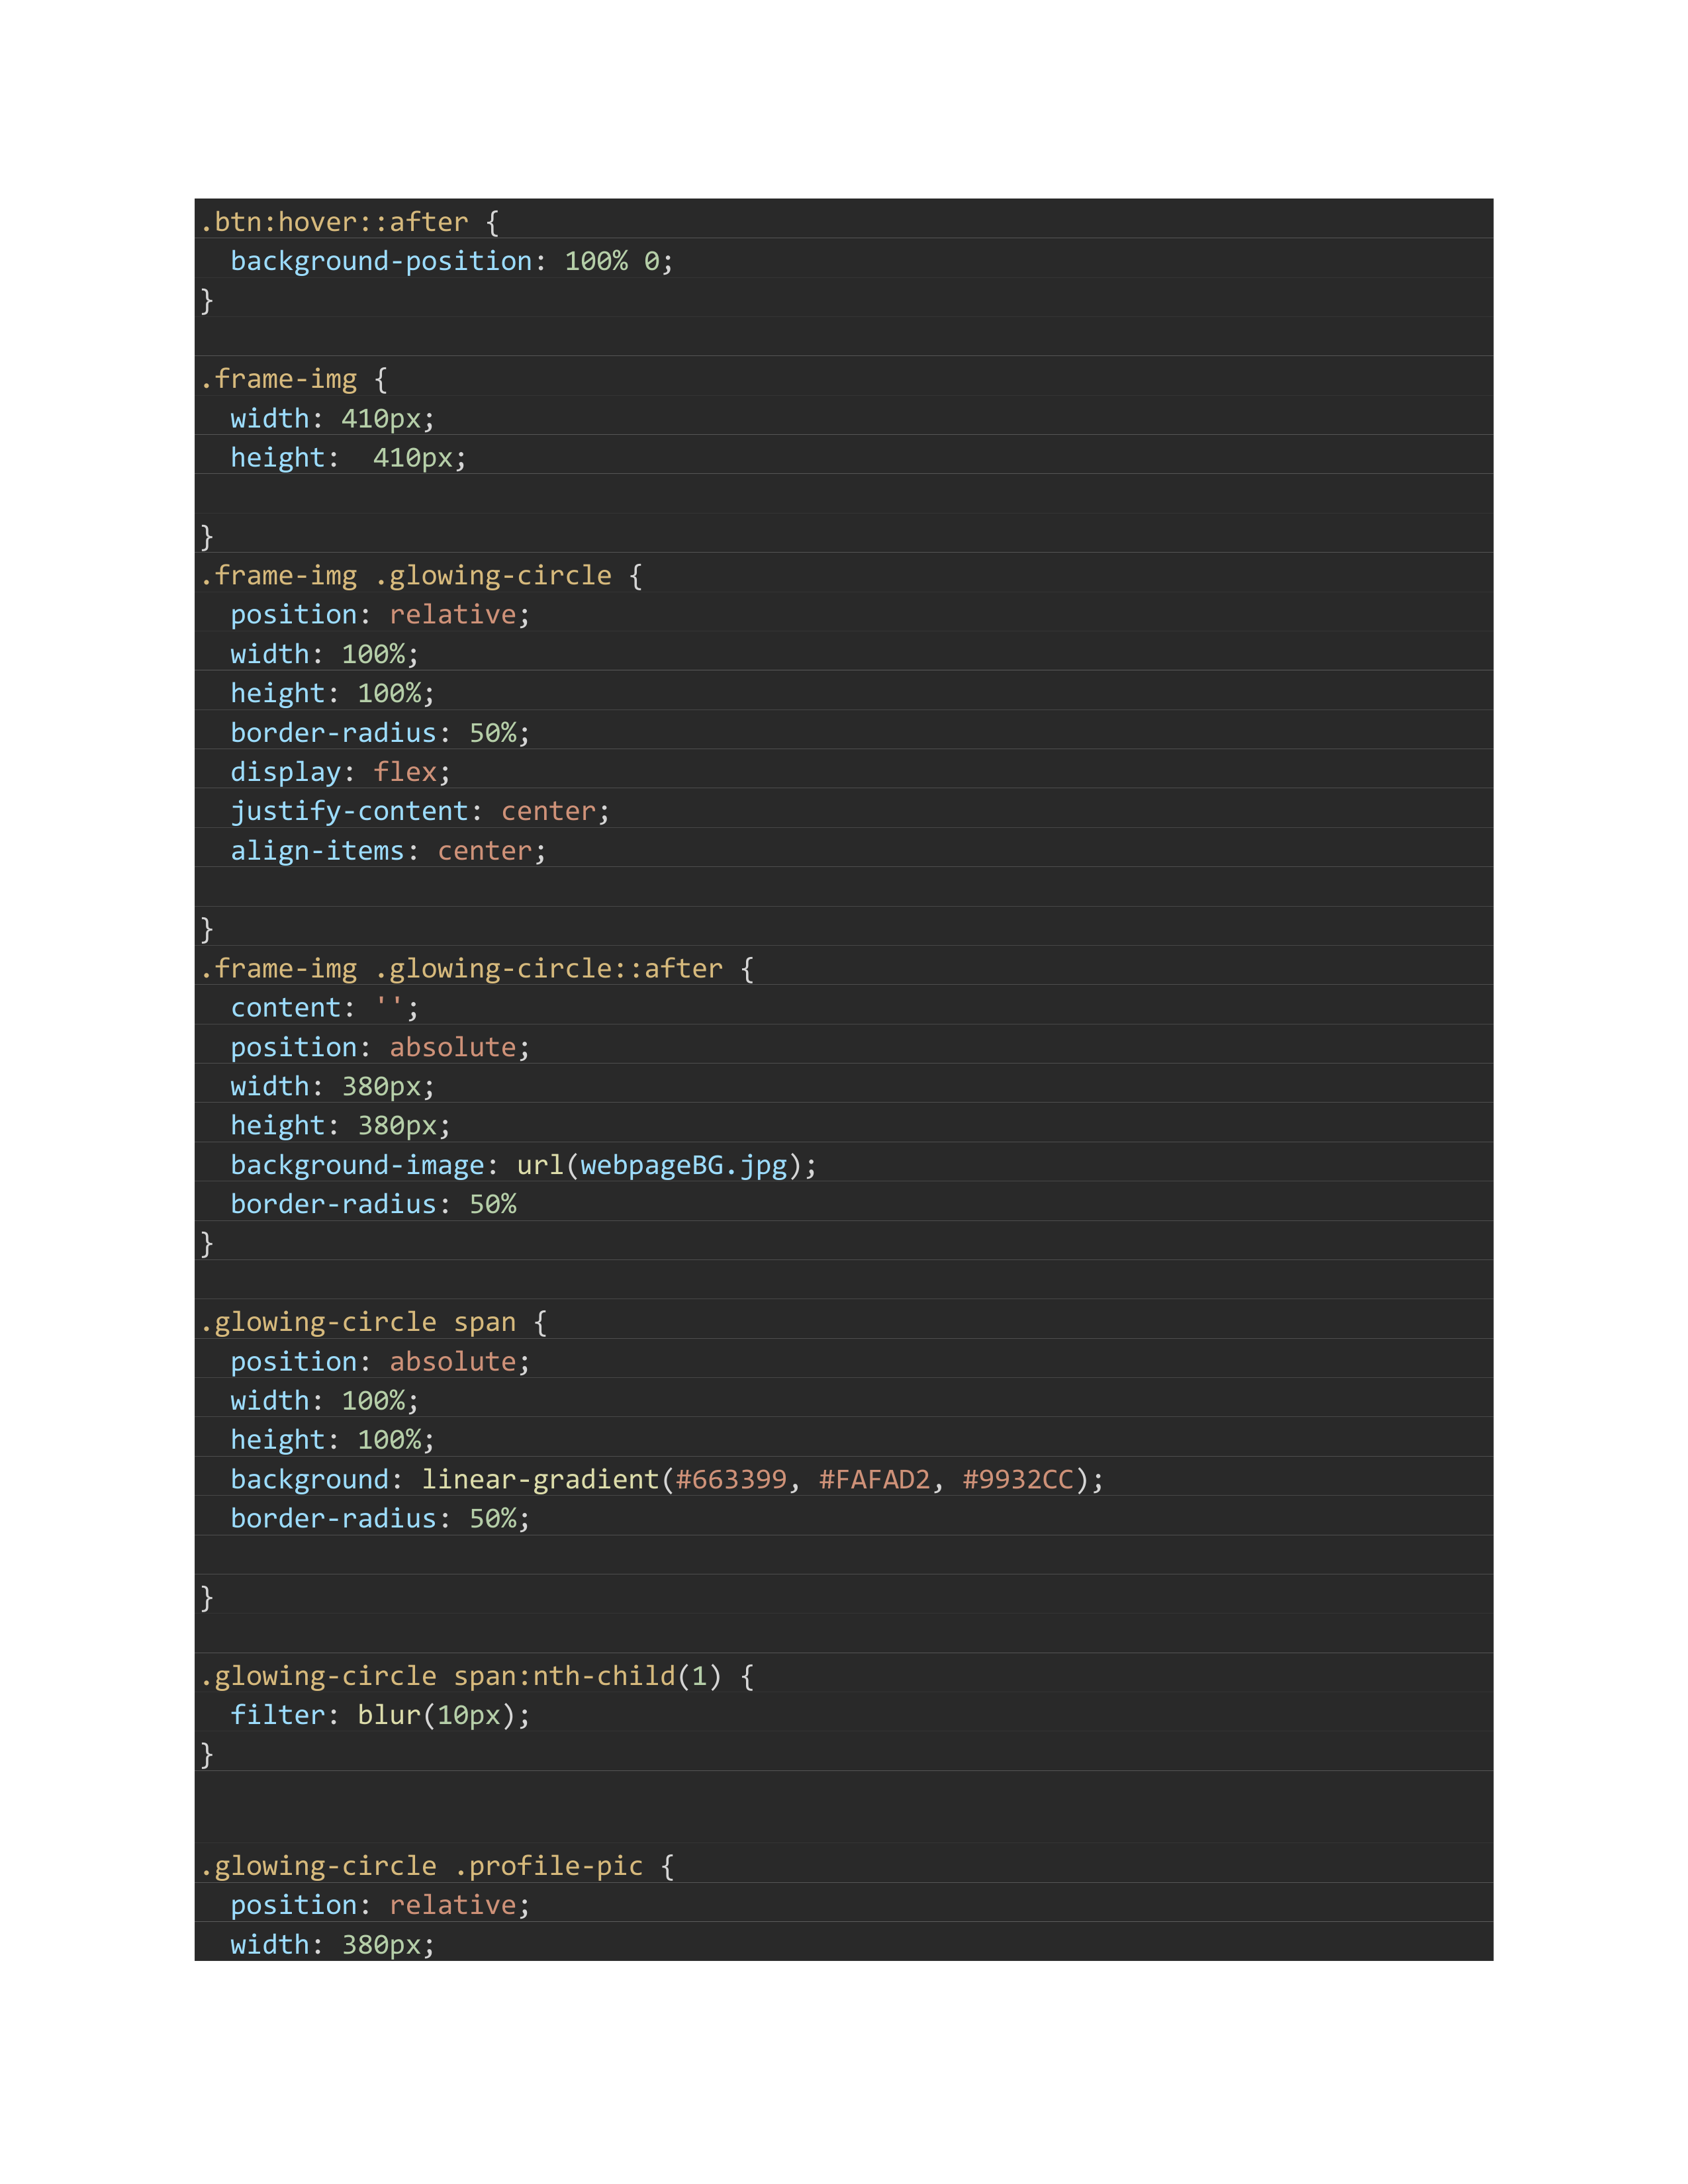 .btn:hover::after {
  background-position: 100% 0;
}

.frame-img {
  width: 410px;
  height:  410px;

}
.frame-img .glowing-circle {
  position: relative;
  width: 100%;
  height: 100%;
  border-radius: 50%;
  display: flex;
  justify-content: center;
  align-items: center;

}
.frame-img .glowing-circle::after {
  content: '';
  position: absolute;
  width: 380px;
  height: 380px;
  background-image: url(webpageBG.jpg);
  border-radius: 50%
}

.glowing-circle span {
  position: absolute;
  width: 100%;
  height: 100%;
  background: linear-gradient(#663399, #FAFAD2, #9932CC);
  border-radius: 50%;

}

.glowing-circle span:nth-child(1) {
  filter: blur(10px);
}


.glowing-circle .profile-pic {
  position: relative;
  width: 380px;